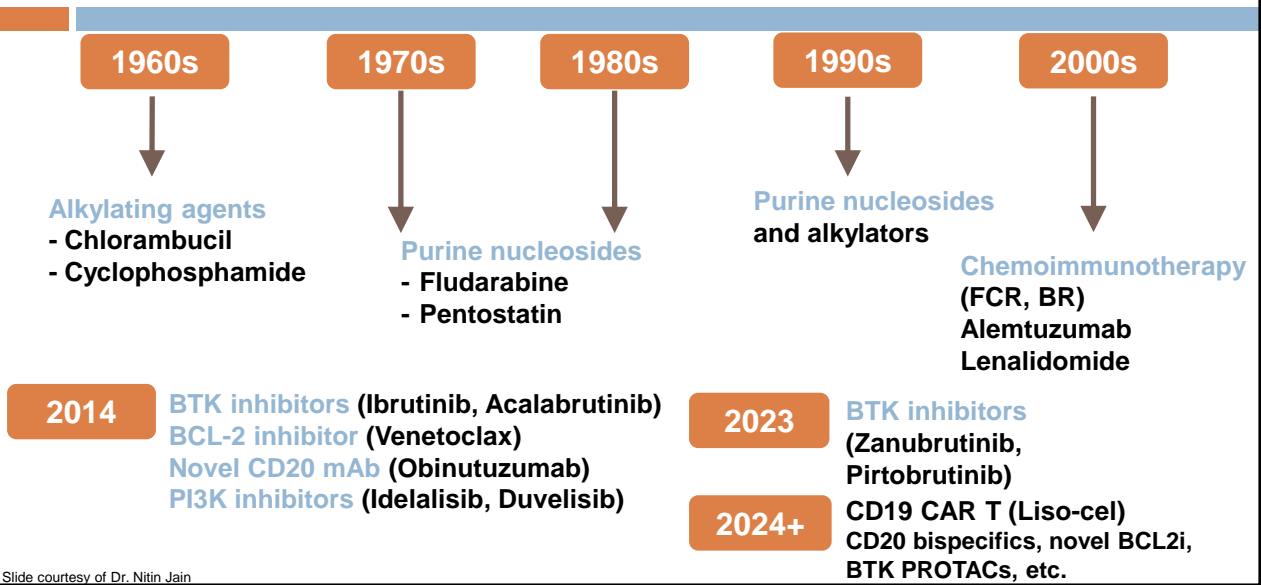 1960s
1970s
1980s
1990s
2000s
Alkylating agents
- Chlorambucil
- Cyclophosphamide
Purine nucleosides
- Fludarabine
- Pentostatin
Purine nucleosides
and alkylators
Chemoimmunotherapy
(FCR, BR)
Alemtuzumab
Lenalidomide
2014
BTK inhibitors (Ibrutinib, Acalabrutinib)
BCL-2 inhibitor (Venetoclax)
Novel CD20 mAb (Obinutuzumab)
PI3K inhibitors (Idelalisib, Duvelisib)
2023
BTK inhibitors
(Zanubrutinib,
Pirtobrutinib)
2024+
CD19 CAR T (Liso-cel)
CD20 bispecifics, novel BCL2i,
BTK PROTACs, etc.
Slide courtesy of Dr. Nitin Jain